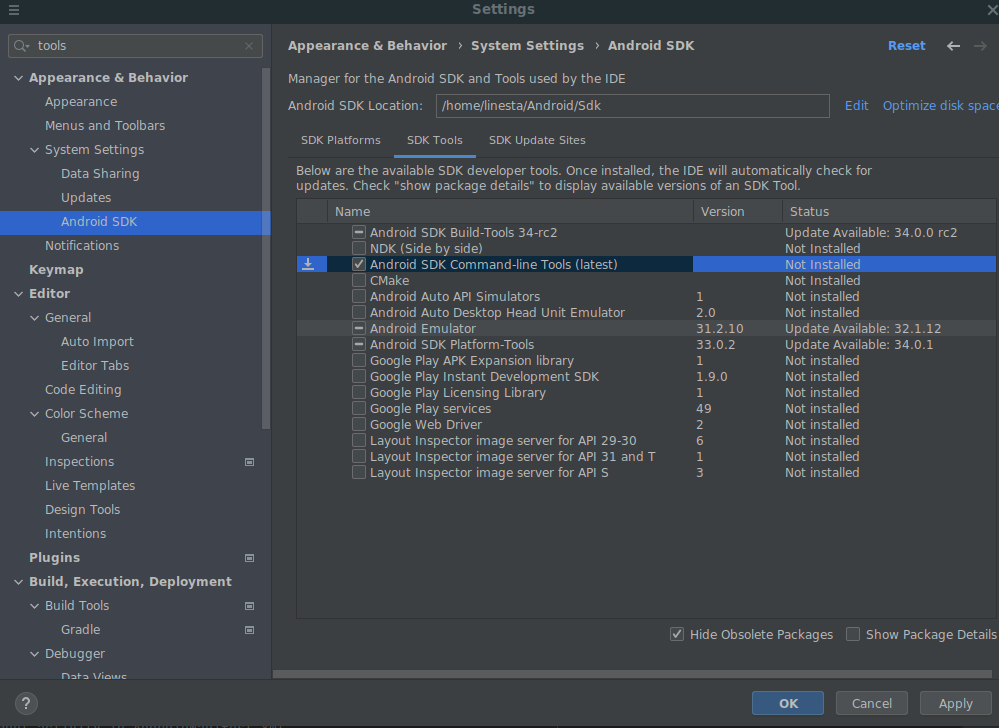 Settings
tools
Appearance & Behavior
Appearance
Menus and Toolbars
System Settings
Data Sharing
Updates
Android SDK
Notifications
Keymap
Editor
General
Auto Import
Editor Tabs
Code Editing
Color Scheme
General
Inspections
Live Templates
Design Tools
Intentions
Plugins
Build, Execution, Deployment
Build Tools
Gradle
Debugger
Data Views
Appearance & Behavior › System Settings › Android SDK Reset
Manager for the Android SDK and Tools used by the IDE
Android SDK Location: /home/linesta/Android/Sdk Edit Optimize disk space
SDK Platforms SDK Tools SDK Update Sites
Below are the available SDK developer tools. Once installed, the IDE will automatically check for
updates. Check "show package details" to display available versions of an SDK Tool.
Name Version Status
Android SDK Build-Tools 34-rc2 Update Available: 34.0.0 rc2
NDK (Side by side) Not Installed
Android SDK Command-line Tools (latest) Not Installed
CMake Not Installed
Android Auto API Simulators 1 Not installed
Android Auto Desktop Head Unit Emulator 2.0 Not installed
Android Emulator 31.2.10 Update Available: 32.1.12
Android SDK Platform-Tools 33.0.2 Update Available: 34.0.1
Google Play APK Expansion library 1 Not installed
Google Play Instant Development SDK 1.9.0 Not installed
Google Play Licensing Library 1 Not installed
Google Play services 49 Not installed
Google Web Driver 2 Not installed
Layout Inspector image server for API 29-30 6 Not installed
Layout Inspector image server for API 31 and T 1 Not installed
Layout Inspector image server for API S 3 Not installed
Hide Obsolete Packages Show Package Details
? OK Cancel Apply